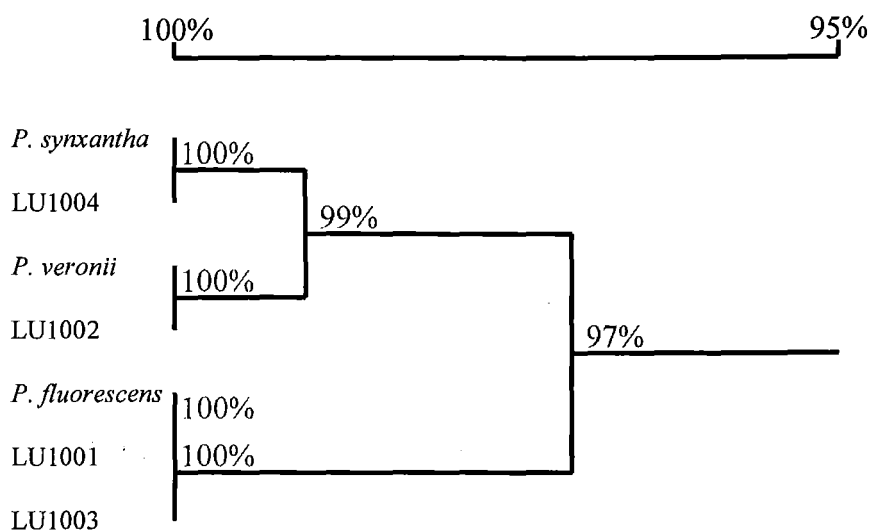 100% 95%
P. synxantha
100%
LU1004
99%
P. veronii
100%
LU1002
97%
P. fluorescens
100%
LU1001 100%
LU1003